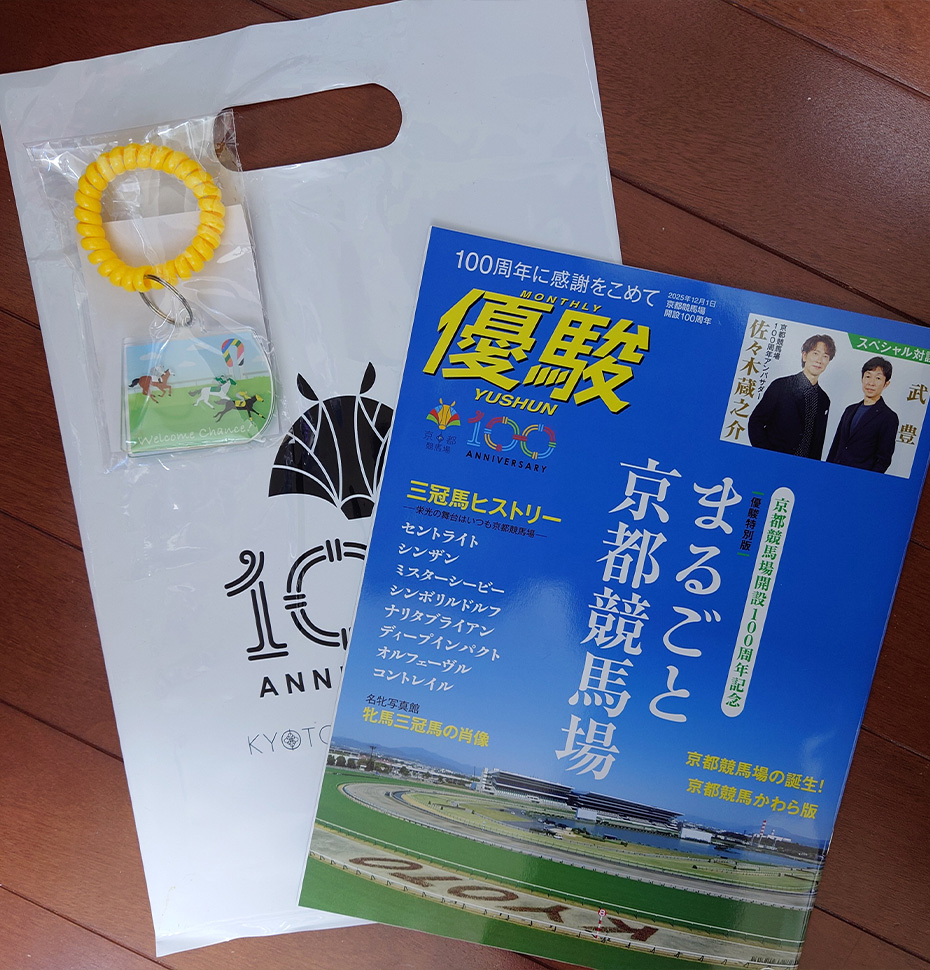 Welcome Chance!
100
ANN
KYOTO
100周年に感謝をこめて
2025年12月1日
京都競馬場
開設100周年
MONTHLY
優駿
YUSHUN
京都
競馬場
100
ANNIVERSARY
スペシャル対談
京都競馬場
100周年アンバサダー
佐々木蔵之介
武 豊
京都競馬場開設100周年記念
優駿特別版
まるごと
京都競馬場
三冠馬ヒストリー
―栄光の舞台はいつも京都競馬場―
セントライト
シンザン
ミスターシービー
シンボリルドルフ
ナリタブライアン
ディープインパクト
オルフェーヴル
コントレイル
名牝写真館
牝馬三冠馬の肖像
京都競馬場の誕生!
京都競馬かわら版
KYOTO